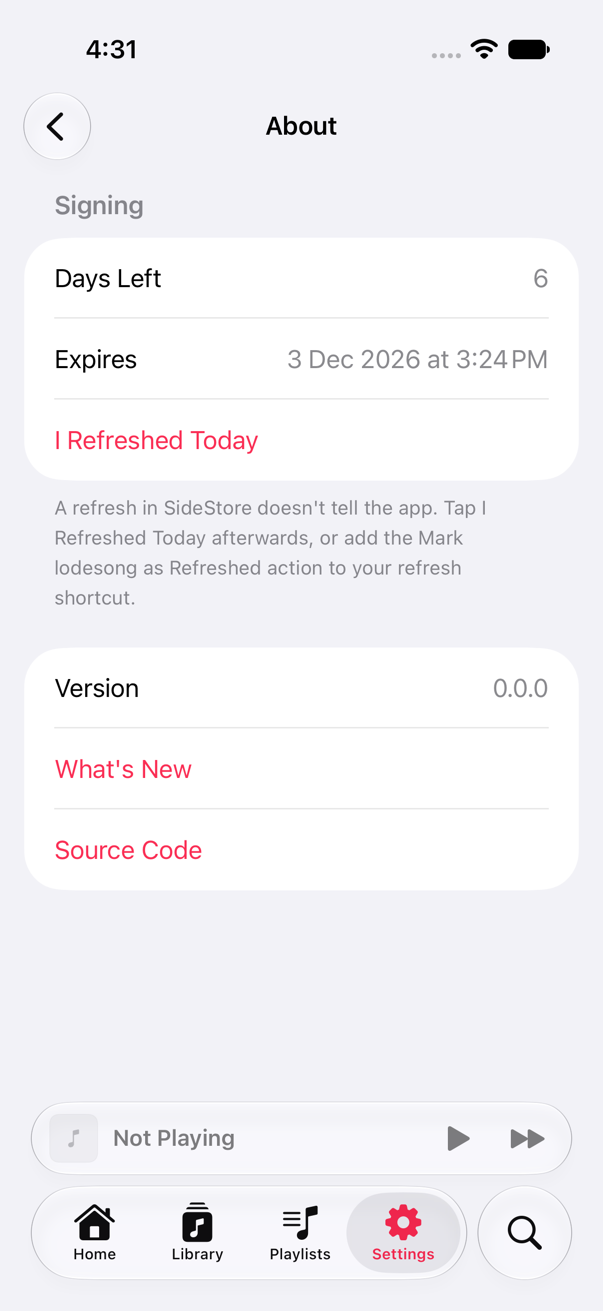 4:31
About
Signing
Days Left 6
Expires 3 Dec 2026 at 3:24 PM
I Refreshed Today
A refresh in SideStore doesn't tell the app. Tap I
Refreshed Today afterwards, or add the Mark
lodesong as Refreshed action to your refresh
shortcut.
Version 0.0.0
What's New
Source Code
Not Playing
Home Library Playlists Settings